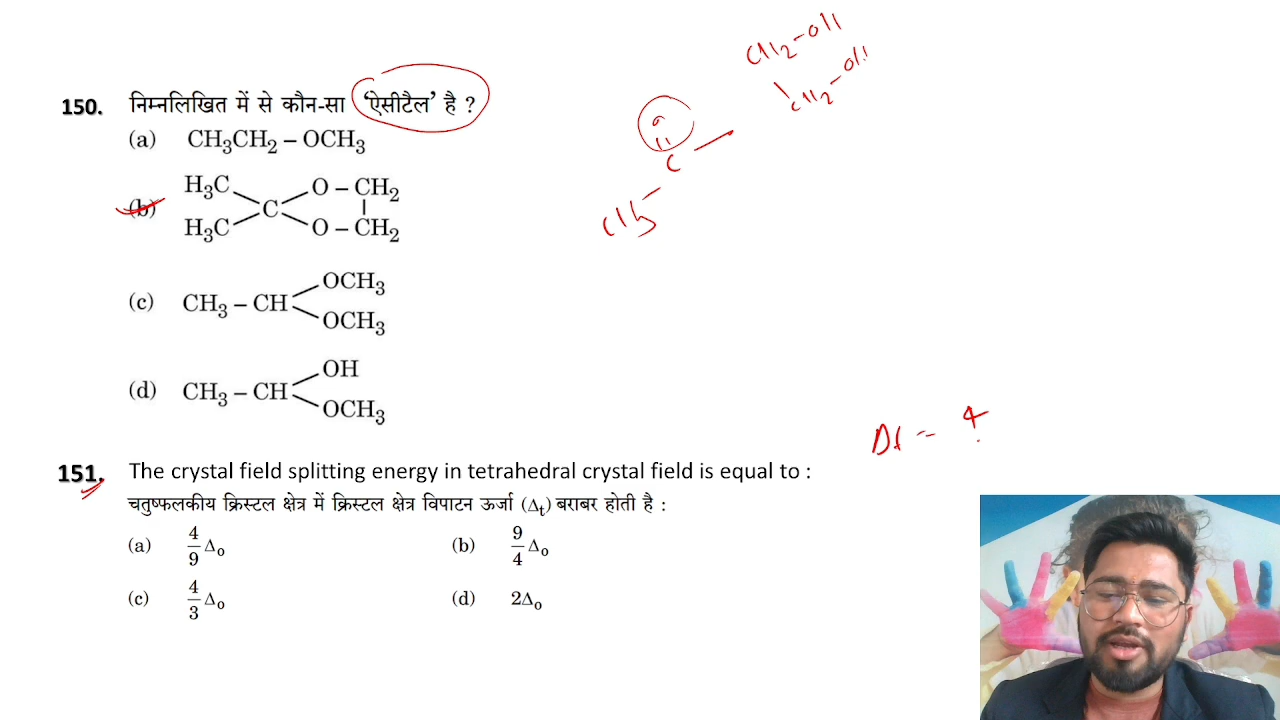 150. निम्नलिखित में से कौन-सा 'ऐसीटैल' है ?
(a) CH₃CH₂ – OCH₃
(b) H₃C H₃C C O – CH₂ O – CH₂
(c) CH₃ – CH OCH₃ OCH₃
(d) CH₃ – CH OH OCH₃
CH₂-OH
CH₂-OH
C
CH₃
151. The crystal field splitting energy in tetrahedral crystal field is equal to :
चतुष्फलकीय क्रिस्टल क्षेत्र में क्रिस्टल क्षेत्र विपाटन ऊर्जा (Δt) बराबर होती है :
(a) 4/9 Δo (b) 9/4 Δo
(c) 4/3 Δo (d) 2Δo
Δt = 4